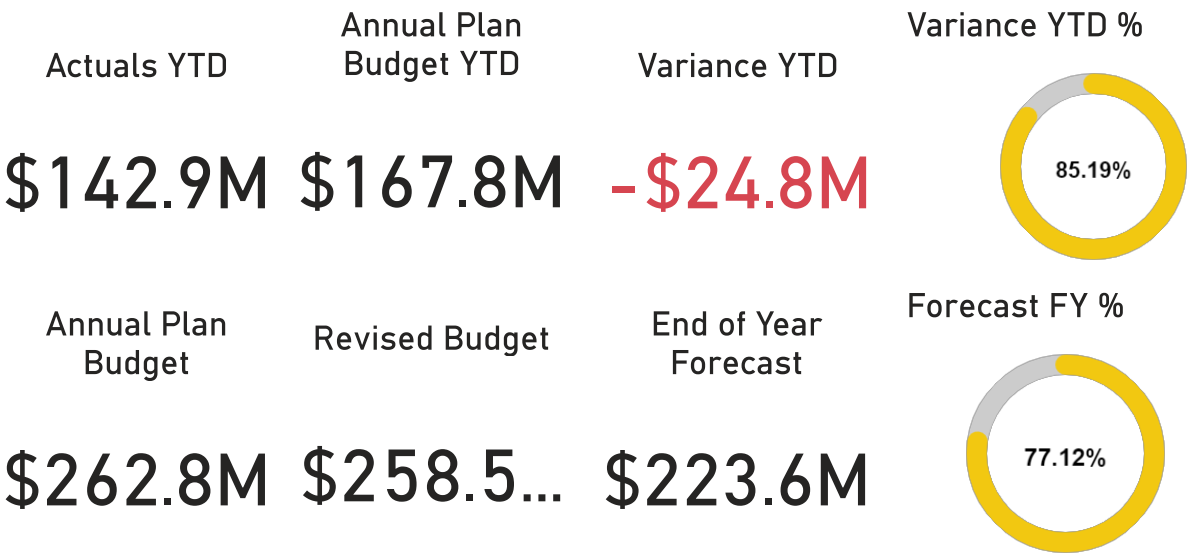 Actuals YTD
Annual Plan
Budget YTD
Variance YTD
Variance YTD %
$142.9M
$167.8M
-$24.8M
85.19%
Annual Plan
Budget
Revised Budget
End of Year
Forecast
Forecast FY %
$262.8M
$258.5...
$223.6M
77.12%